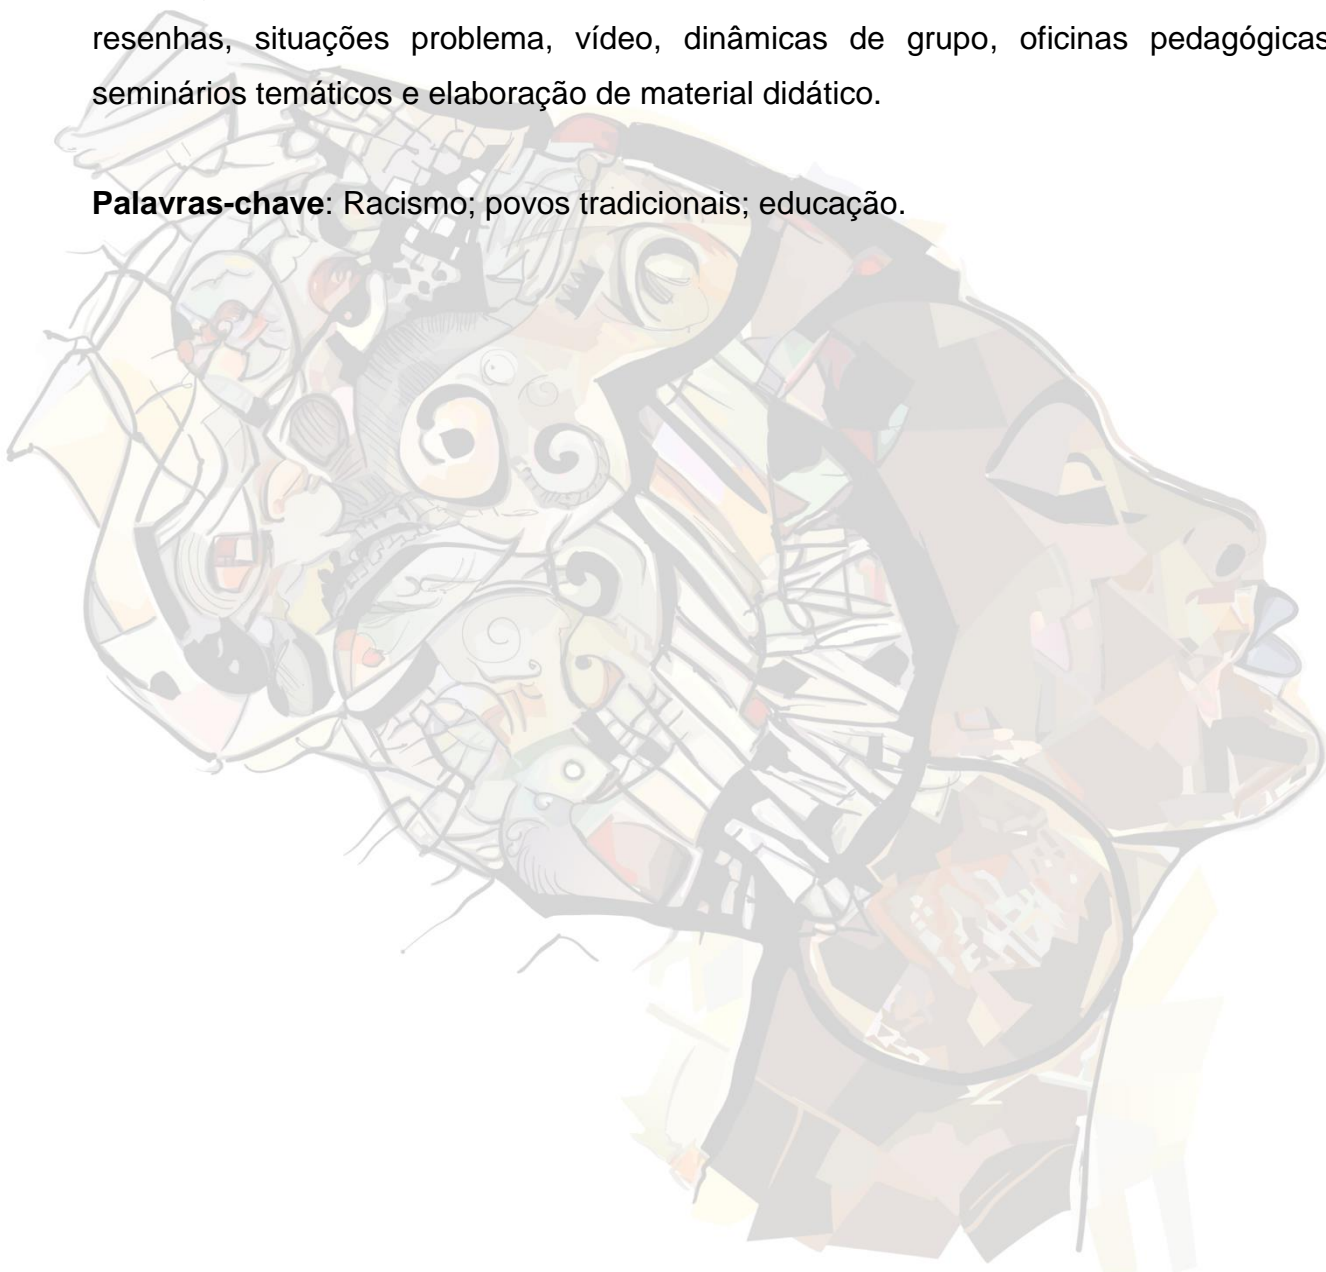 resenhas, situações problema, vídeo, dinâmicas de grupo, oficinas pedagógicas
seminários temáticos e elaboração de material didático.
Palavras-chave: Racismo; povos tradicionais; educação.